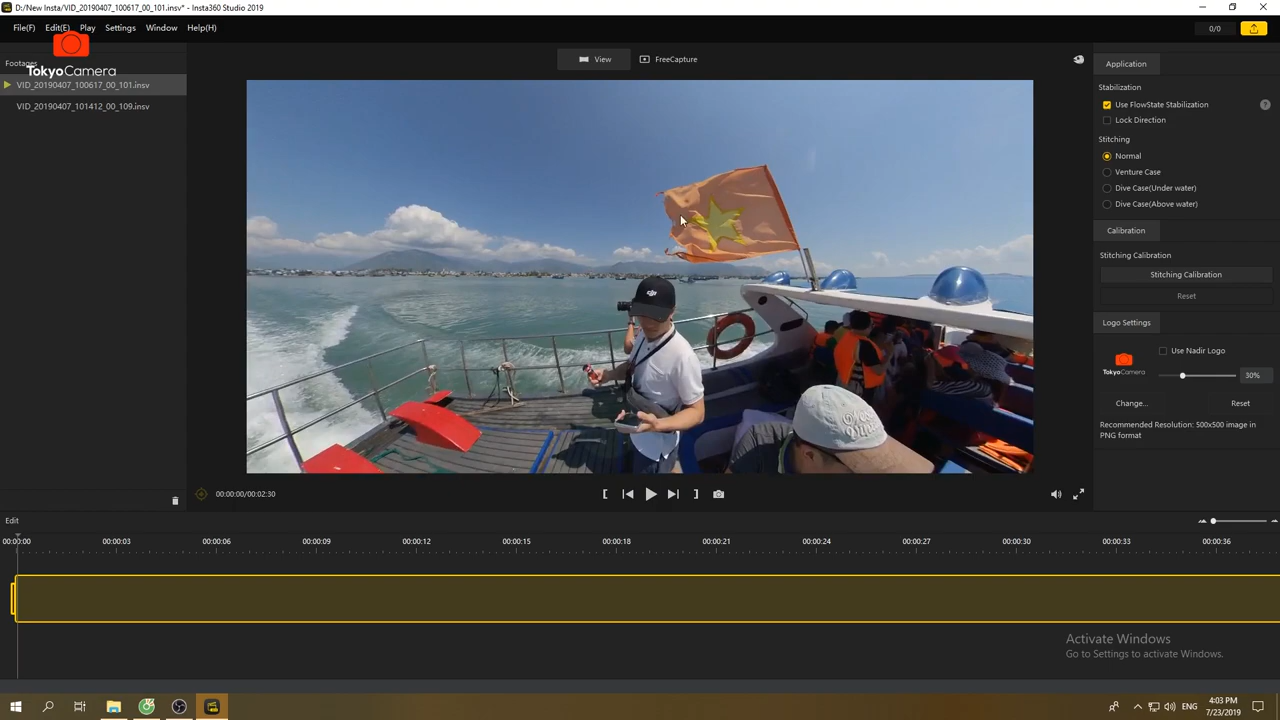 D:/New Insta/VID_20190407_100617_00_101.insv* - Insta360 Studio 2019
File(F) Edit(E) Play Settings Window Help(H)
0/0
Footages
TokyoCamera
View FreeCapture
VID_20190407_100617_00_101.insv
VID_20190407_101412_00_109.insv
Application
Stabilization
Use FlowState Stabilization ?
Lock Direction
Stitching
Normal
Venture Case
Dive Case(Under water)
Dive Case(Above water)
Calibration
Stitching Calibration
Stitching Calibration
Reset
Logo Settings
Use Nadir Logo
TokyoCamera
30%
Change... Reset
Recommended Resolution: 500x500 image in
PNG format
dji
00:00:00/00:02:30
Edit
00:00:00 00:00:03 00:00:06 00:00:09 00:00:12 00:00:15 00:00:18 00:00:21 00:00:24 00:00:27 00:00:30 00:00:33 00:00:36
Activate Windows
Go to Settings to activate Windows.
ENG
4:03 PM
7/23/2019